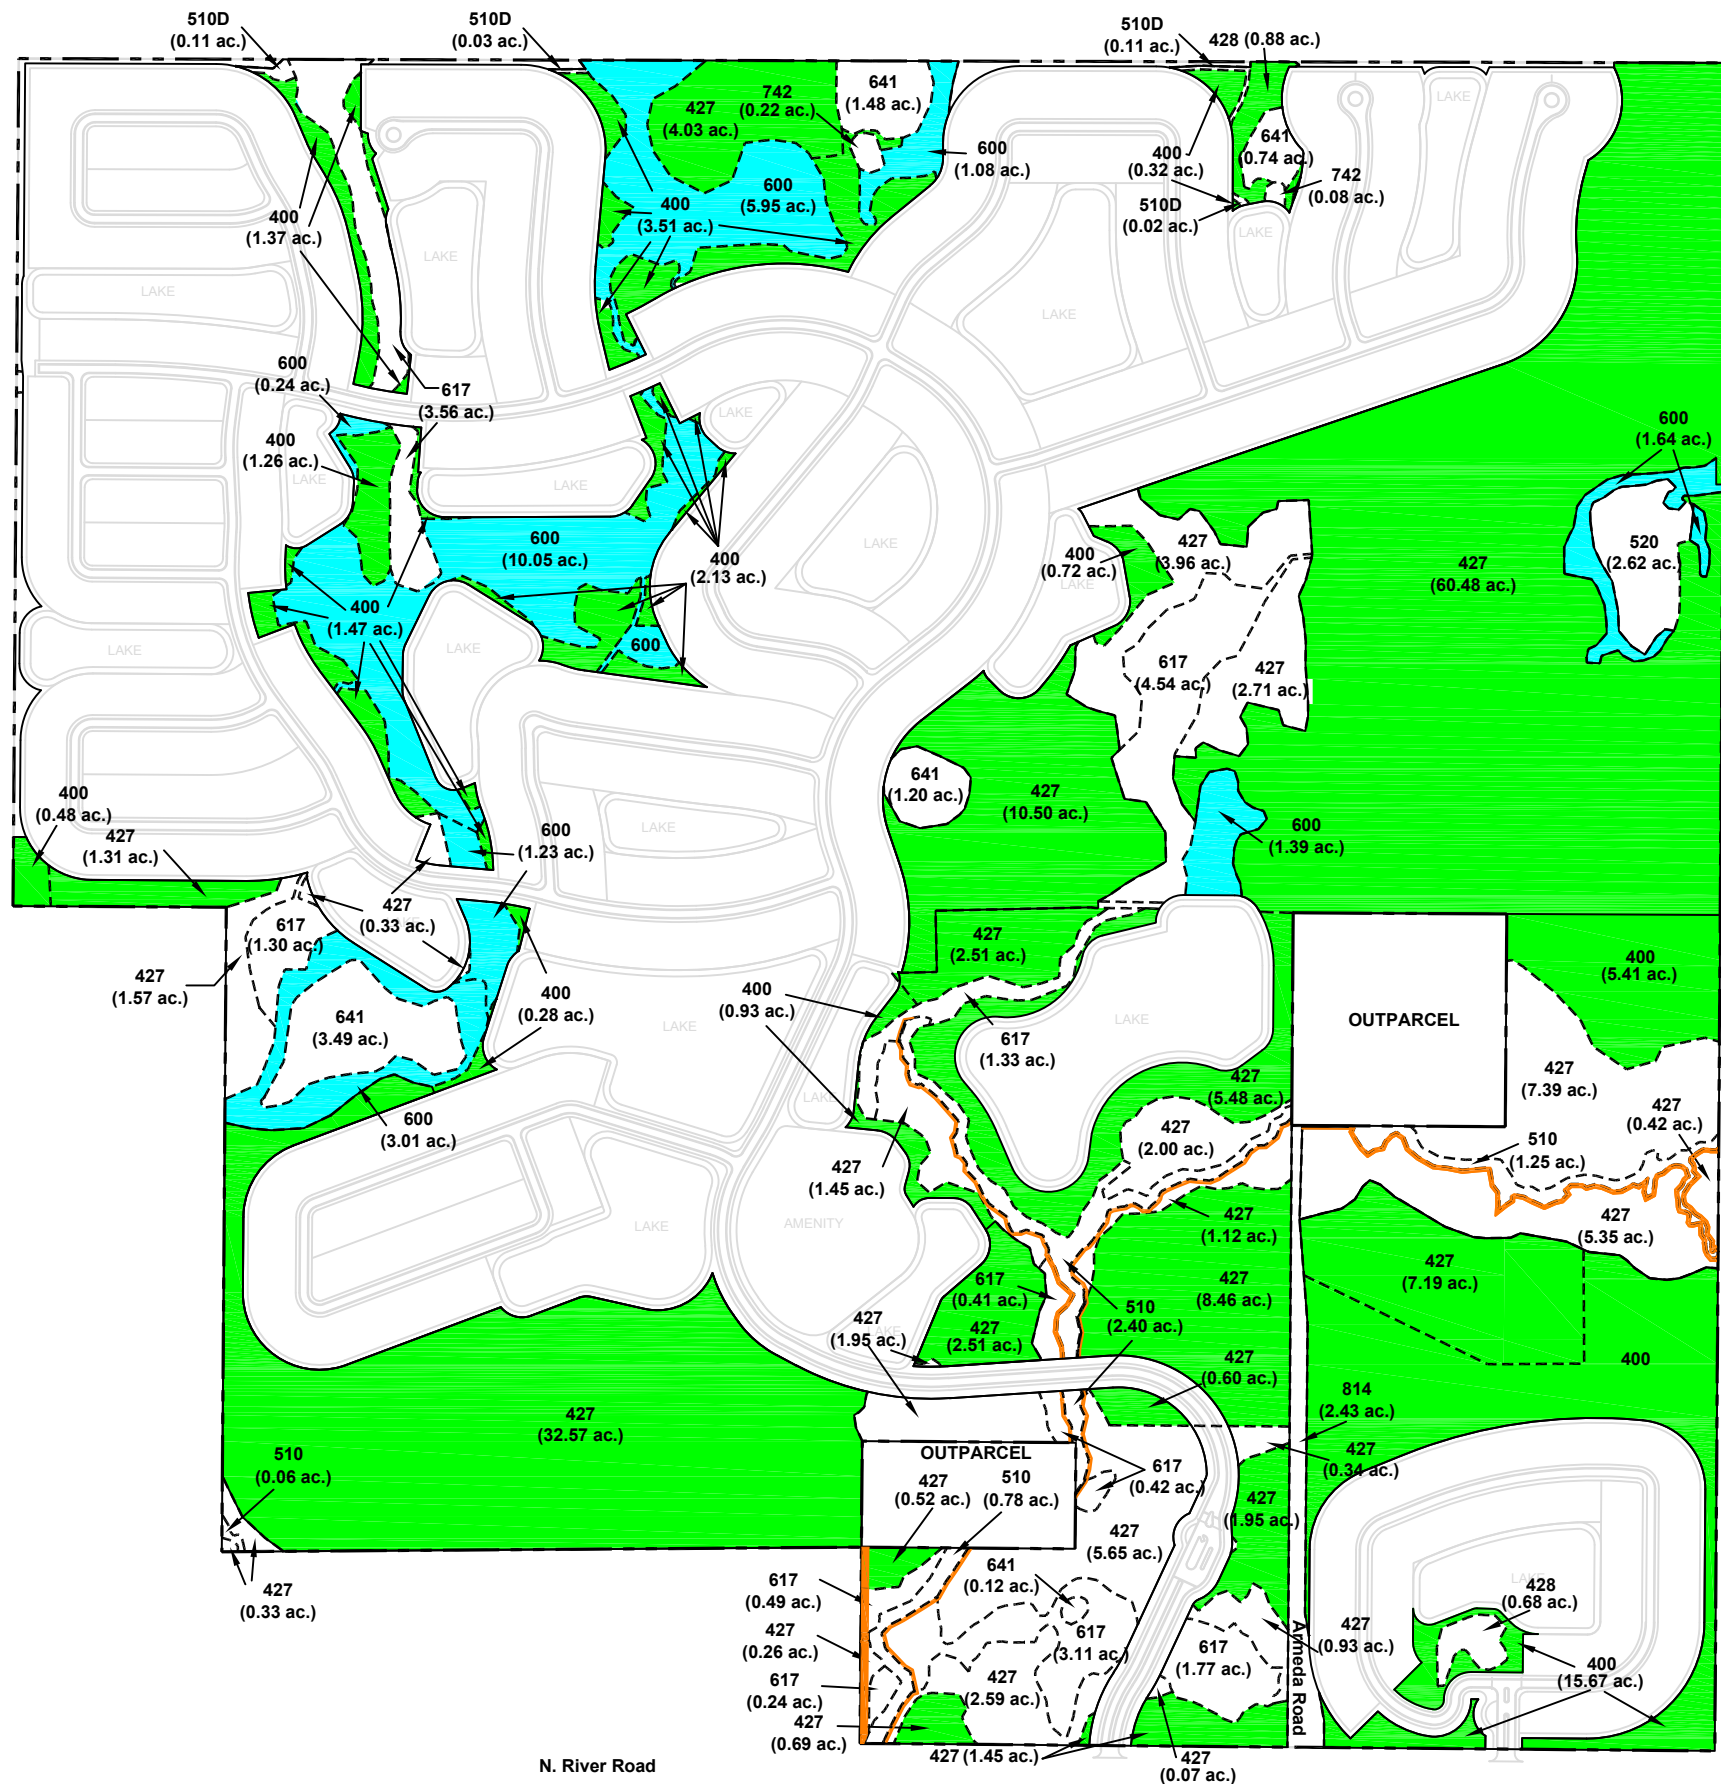 510D
(0.11 ac.)
510D
(0.03 ac.)
510D
(0.11 ac.)
428 (0.88 ac.)
641
(1.48 ac.)
742
(0.22 ac.)
427
(4.03 ac.)
LAKE
641
(0.74 ac.)
600
(1.08 ac.)
400
(0.32 ac.)
742
(0.08 ac.)
600
(5.95 ac.)
400
(3.51 ac.)
400
(1.37 ac.)
510D
(0.02 ac.)
LAKE
LAKE
LAKE
LAKE
600
(0.24 ac.)
617
(3.56 ac.)
LAKE
600
(1.64 ac.)
400
(1.26 ac.)
LAKE
LAKE
600
(10.05 ac.)
400
(2.13 ac.)
LAKE
400
(0.72 ac.)
427
(3.96 ac.)
LAKE
427
(60.48 ac.)
520
(2.62 ac.)
400
(1.47 ac.)
LAKE
LAKE
600
617
(4.54 ac.)
427
(2.71 ac.)
641
(1.20 ac.)
427
(10.50 ac.)
400
(0.48 ac.)
427
(1.31 ac.)
600
(1.23 ac.)
LAKE
600
(1.39 ac.)
427
(0.33 ac.)
LAKE
617
(1.30 ac.)
427
(1.57 ac.)
427
(2.51 ac.)
400
(5.41 ac.)
400
(0.28 ac.)
400
(0.93 ac.)
641
(3.49 ac.)
LAKE
617
(1.33 ac.)
LAKE
OUTPARCEL
427
(7.39 ac.)
427
(5.48 ac.)
LAKE
600
(3.01 ac.)
427
(2.00 ac.)
427
(0.42 ac.)
510
(1.25 ac.)
427
(1.45 ac.)
LAKE
AMENITY
427
(1.12 ac.)
427
(5.35 ac.)
427
(7.19 ac.)
617
(0.41 ac.)
427
(8.46 ac.)
510
(2.40 ac.)
427
(1.95 ac.)
LAKE
427
(2.51 ac.)
427
(0.60 ac.)
400
814
(2.43 ac.)
427
(32.57 ac.)
427
(0.34 ac.)
OUTPARCEL
510
(0.06 ac.)
427
(0.52 ac.)
510
(0.78 ac.)
617
(0.42 ac.)
427
(1.95 ac.)
427
(5.65 ac.)
427
(0.33 ac.)
617
(0.49 ac.)
641
(0.12 ac.)
LAKE
428
(0.68 ac.)
427
(0.26 ac.)
617
(3.11 ac.)
617
(1.77 ac.)
427
(0.93 ac.)
Armeda Road
400
(15.67 ac.)
617
(0.24 ac.)
427
(2.59 ac.)
427
(0.69 ac.)
427 (1.45 ac.)
427
(0.07 ac.)
N. River Road